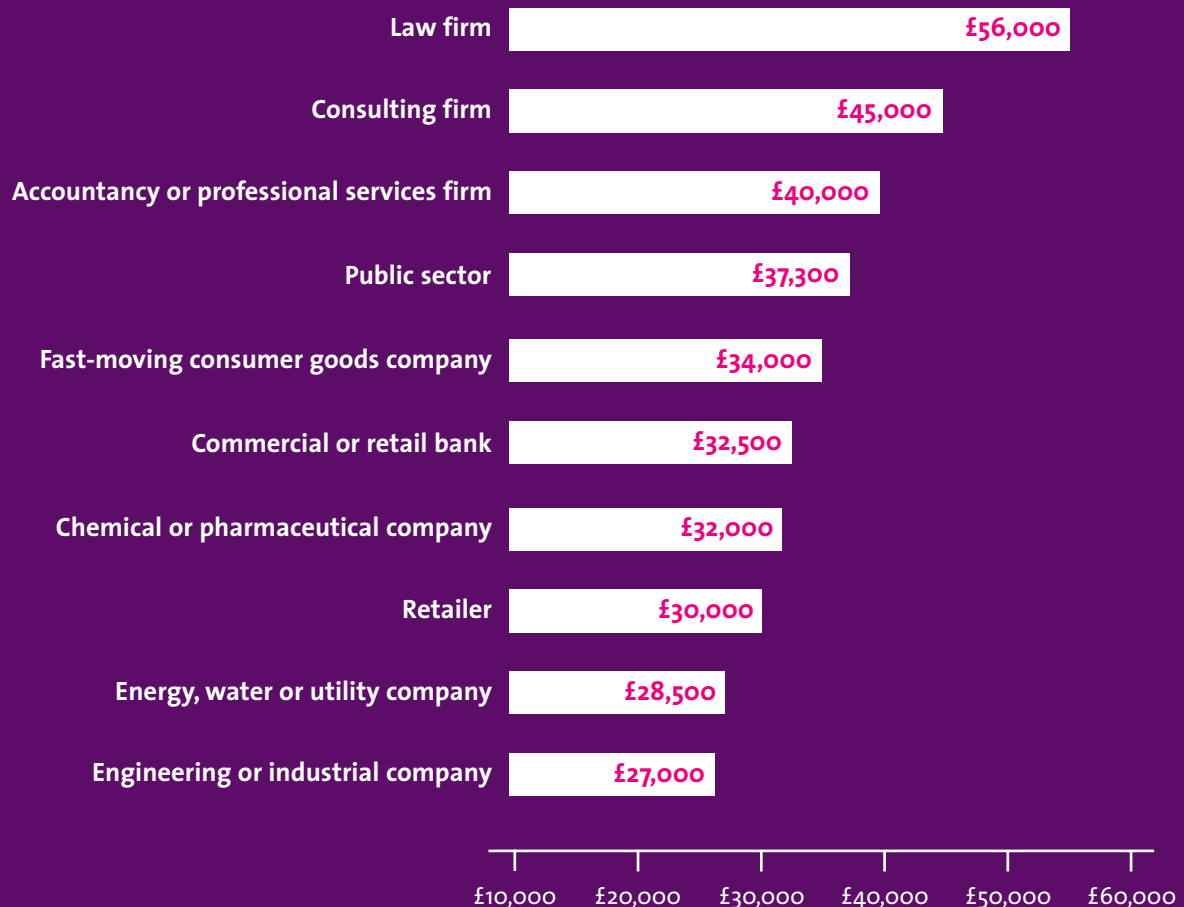 Law firm £56,000
Consulting firm £45,000
Accountancy or professional services firm £40,000
Public sector £37,300
Fast-moving consumer goods company £34,000
Commercial or retail bank £32,500
Chemical or pharmaceutical company £32,000
Retailer £30,000
Energy, water or utility company £28,500
Engineering or industrial company £27,000
£10,000 £20,000 £30,000 £40,000 £50,000 £60,000